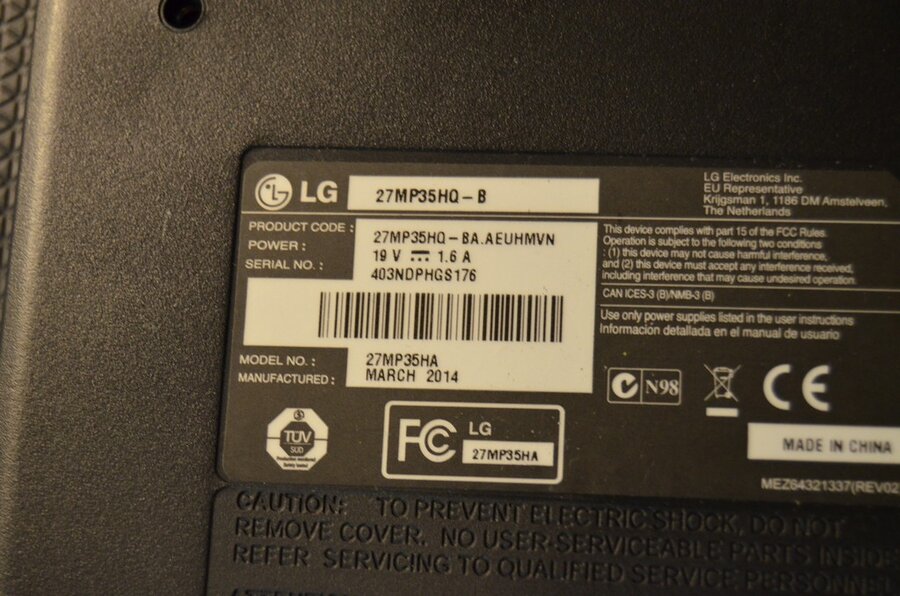 LG 27MP35HQ-B
PRODUCT CODE : 27MP35HQ-BA.AEUHMVN
POWER : 19 V 1.6 A
SERIAL NO. : 403NDPHGS176
MODEL NO. : 27MP35HA
MANUFACTURED : MARCH 2014
TÜV
SÜD
Production monitored
Safety tested
FC LG
27MP35HA
LG Electronics Inc.
EU Representative
Krijgsman 1, 1186 DM Amstelveen,
The Netherlands
This device complies with part 15 of the FCC Rules.
Operation is subject to the following two conditions
: (1) this device may not cause harmful interference,
and (2) this device must accept any interference received,
including interference that may cause undesired operation.
CAN ICES-3 (B)/NMB-3 (B)
Use only power supplies listed in the user instructions
Información detallada en el manual de usuario
N98
CE
MADE IN CHINA
MEZ64321337(REV02
CAUTION: TO PREVENT ELECTRIC SHOCK, DO NOT
REMOVE COVER. NO USER-SERVICEABLE PARTS INSIDE
REFER SERVICING TO QUALIFIED SERVICE PERSONNEL